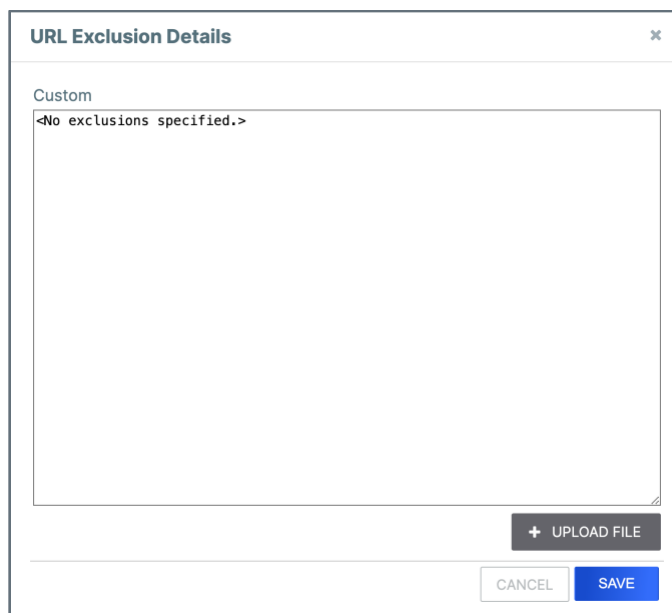 URL Exclusion Details
Custom
<No exclusions specified.>
+ UPLOAD FILE
CANCEL
SAVE